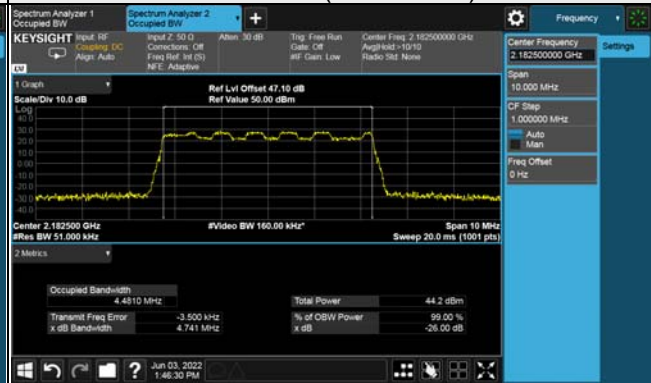 Spectrum Analyzer 1
Occupied BW
Spectrum Analyzer 2
Occupied BW
+
Frequency
KEYSIGHT
Input: RF
Coupling: DC
Align: Auto
Input Z: 50 Ω
Corrections: Off
Freq Ref: Int (S)
NFE: Adaptive
Atten: 30 dB
Trig: Free Run
Gate: Off
#IF Gain: Low
Center Freq: 2.182500000 GHz
Avg|Hold:>10/10
Radio Std: None
LXI
Center Frequency
2.182500000 GHz
Settings
Span
10.000 MHz
CF Step
1.000000 MHz
Auto
Man
Freq Offset
0 Hz
1 Graph
Scale/Div 10.0 dB
Ref Lvl Offset 47.10 dB
Ref Value 50.00 dBm
Log
40.0
30.0
20.0
10.0
0.00
-10.0
-20.0
-30.0
-40.0
Center 2.182500 GHz
#Res BW 51.000 kHz
#Video BW 160.00 kHz*
Span 10 MHz
Sweep 20.0 ms (1001 pts)
2 Metrics
Occupied Bandwidth
4.4810 MHz
Total Power 44.2 dBm
Transmit Freq Error -3.500 kHz
% of OBW Power 99.00 %
x dB Bandwidth 4.741 MHz
x dB -26.00 dB
?
Jun 03, 2022
1:46:30 PM